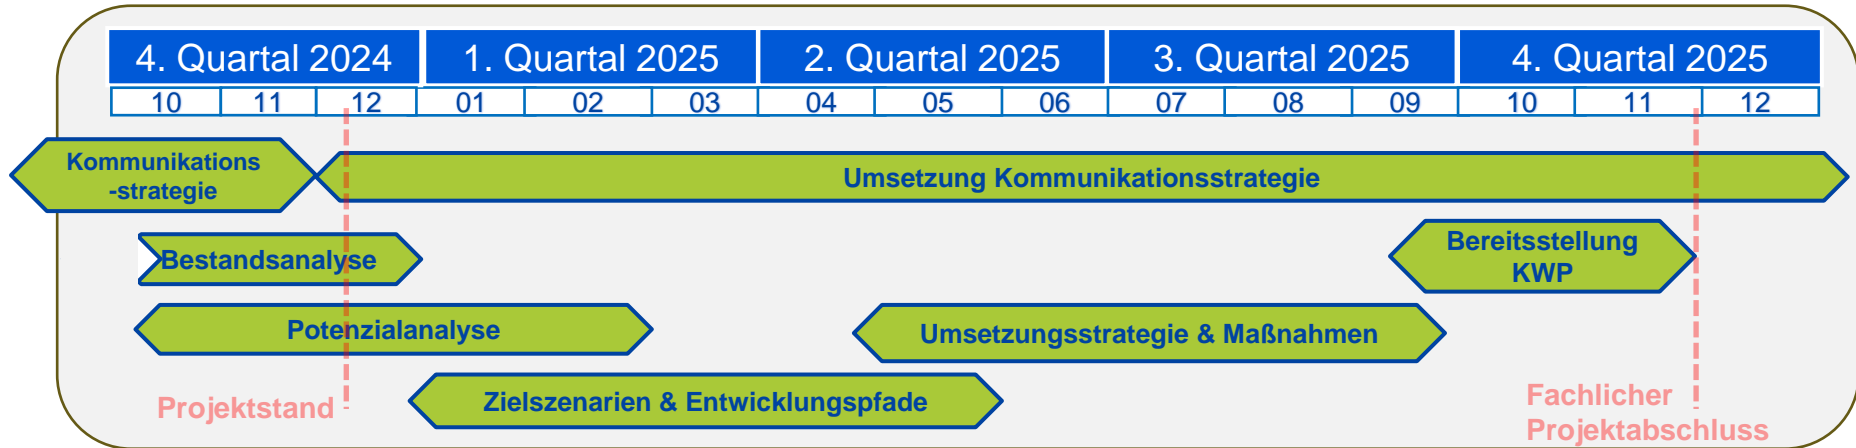 4. Quartal 2024 1. Quartal 2025 2. Quartal 2025 3. Quartal 2025 4. Quartal 2025
10 11 12 01 02 03 04 05 06 07 08 09 10 11 12
Kommunikations
-strategie
Umsetzung Kommunikationsstrategie
Bestandsanalyse
Bereitsstellung
KWP
Potenzialanalyse
Umsetzungsstrategie & Maßnahmen
Zielszenarien & Entwicklungspfade
Projektstand
Fachlicher
Projektabschluss